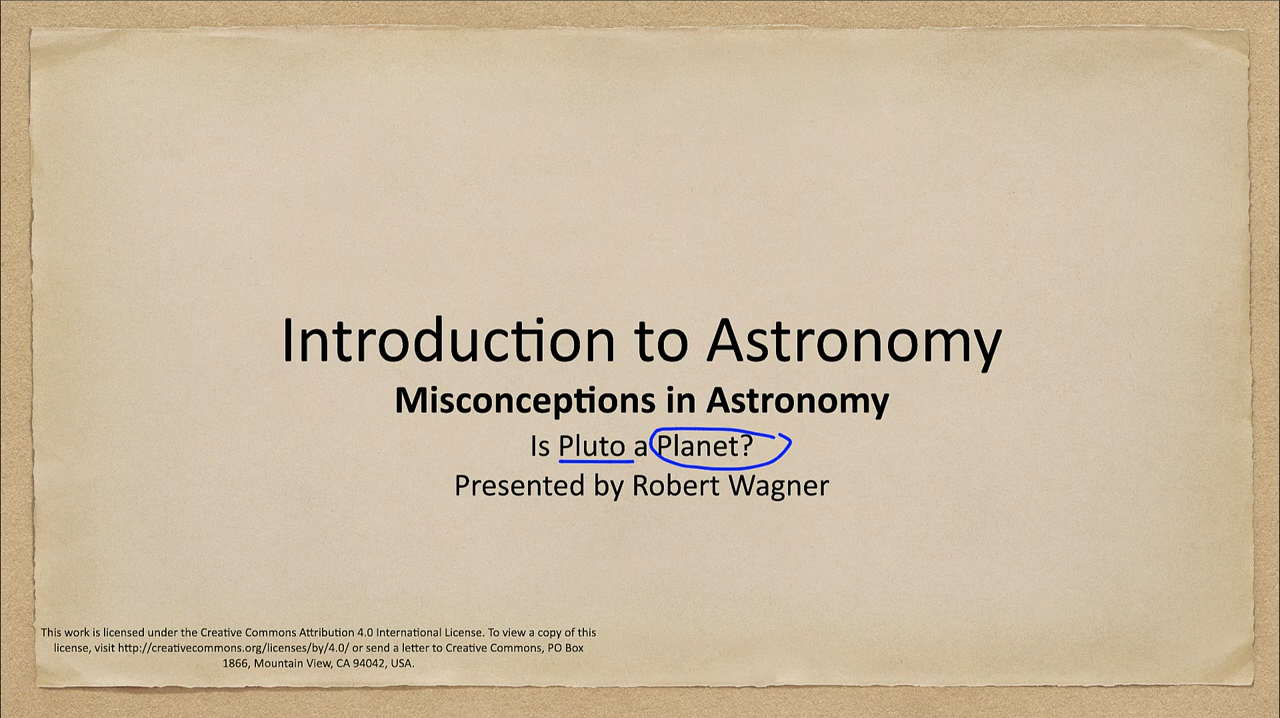 Introduction to Astronomy
Misconceptions in Astronomy
Is Pluto a Planet?
Presented by Robert Wagner
This work is licensed under the Creative Commons Attribution 4.0 International License. To view a copy of this
license, visit http://creativecommons.org/licenses/by/4.0/ or send a letter to Creative Commons, PO Box
1866, Mountain View, CA 94042, USA.